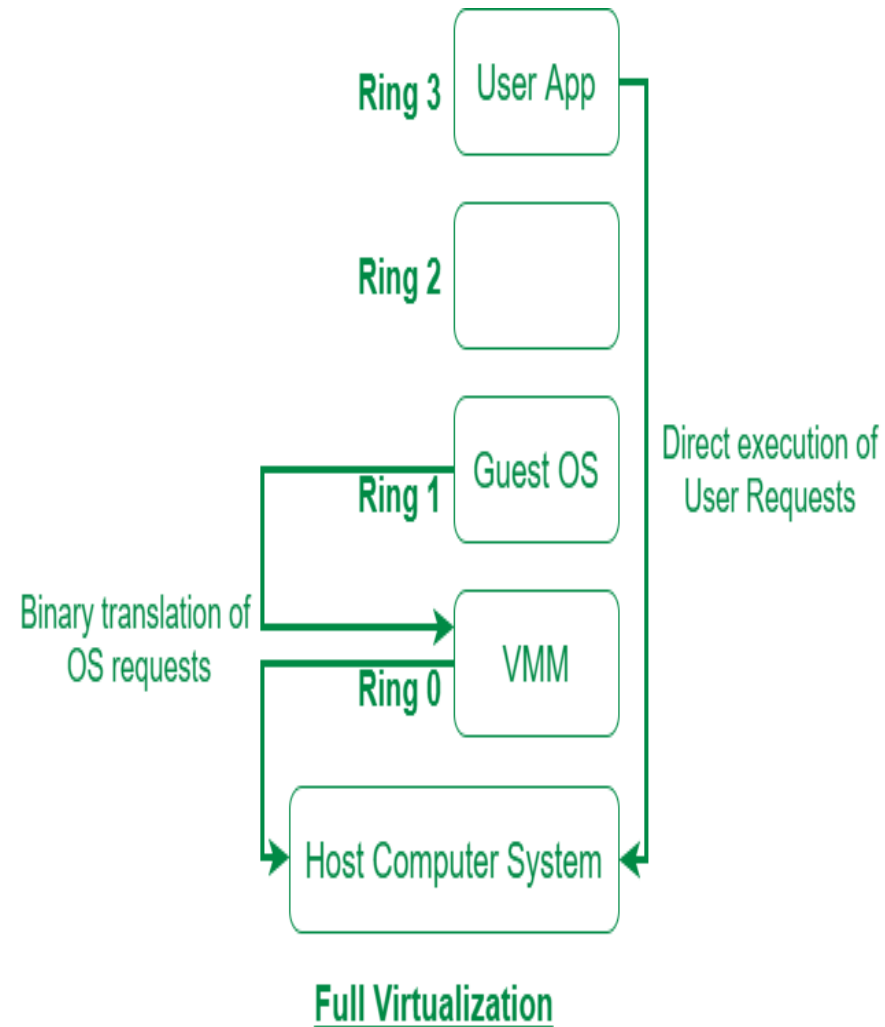 Ring 3
User App
Ring 2
Ring 1
Guest OS
Direct execution of
User Requests
Binary translation of
OS requests
Ring 0
VMM
Host Computer System
Full Virtualization